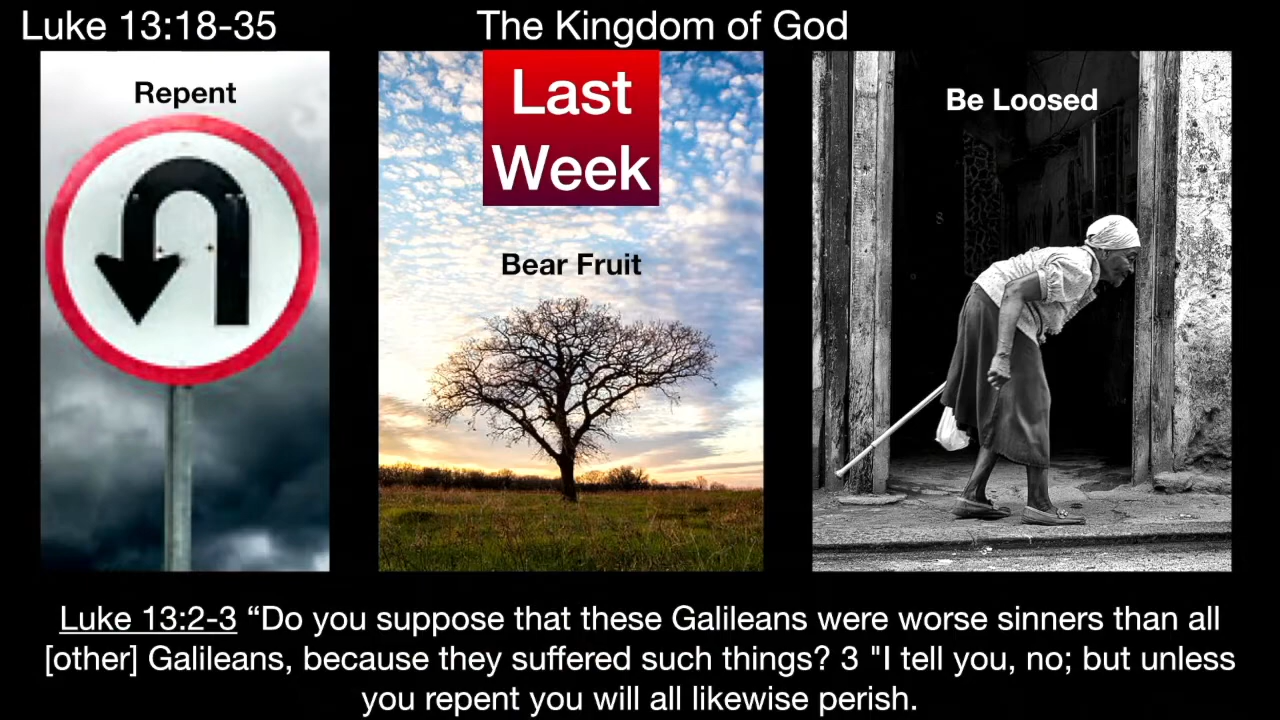 Luke 13:18-35
The Kingdom of God
Repent
Last
Week
Bear Fruit
Be Loosed
Luke 13:2-3 “Do you suppose that these Galileans were worse sinners than all
[other] Galileans, because they suffered such things? 3 "I tell you, no; but unless
you repent you will all likewise perish.